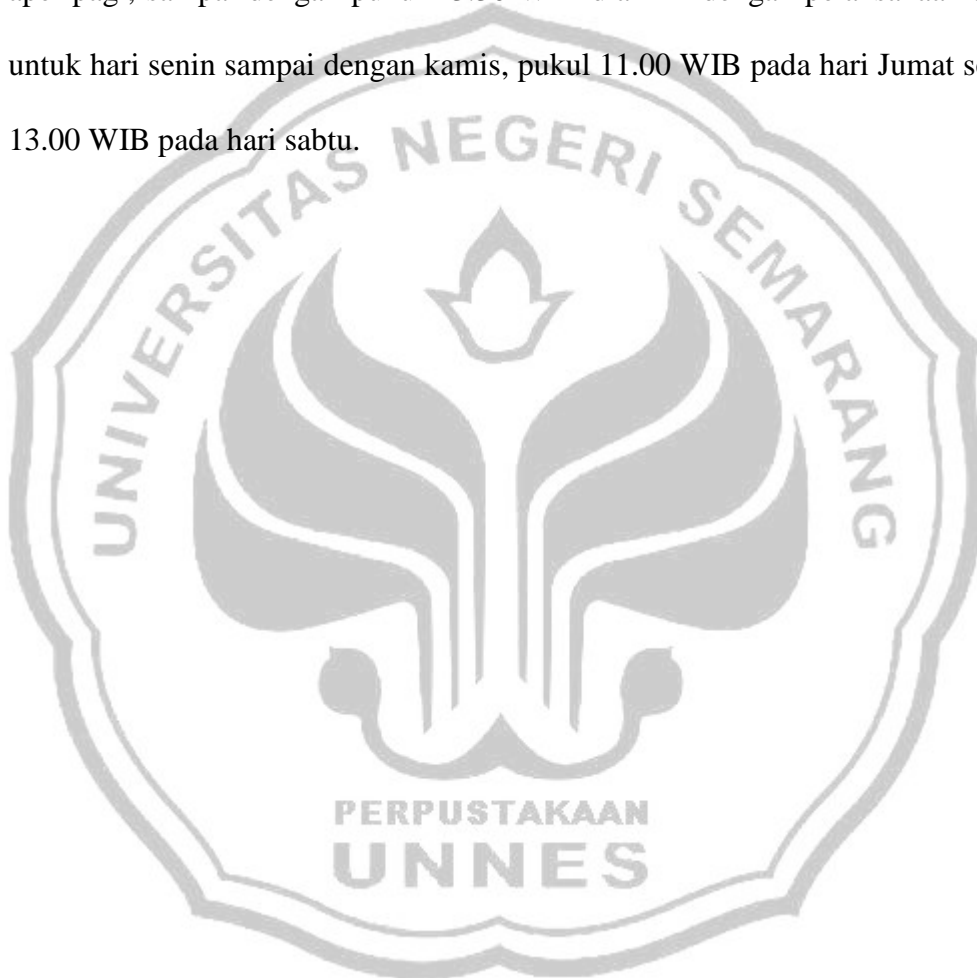 untuk hari senin sampai dengan kamis, pukul 11.00 WIB pada hari Jumat
13.00 WIB pada hari sabtu.
UNIVERSITAS NEGERI SEMARANG
PERPUSTAKAAN
UNNES